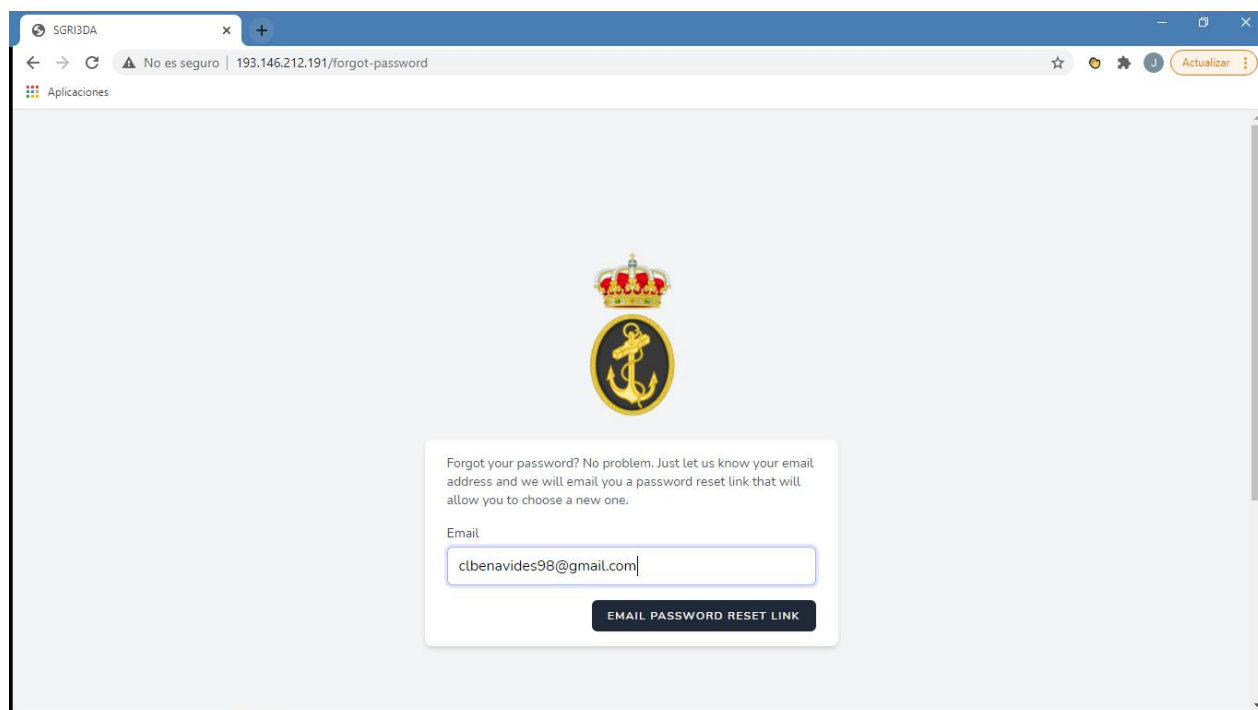 SGRI3DA
No es seguro | 193.146.212.191/forgot-password
J
Actualizar
Aplicaciones
Forgot your password? No problem. Just let us know your email
address and we will email you a password reset link that will
allow you to choose a new one.
Email
clbenavides98@gmail.com
EMAIL PASSWORD RESET LINK